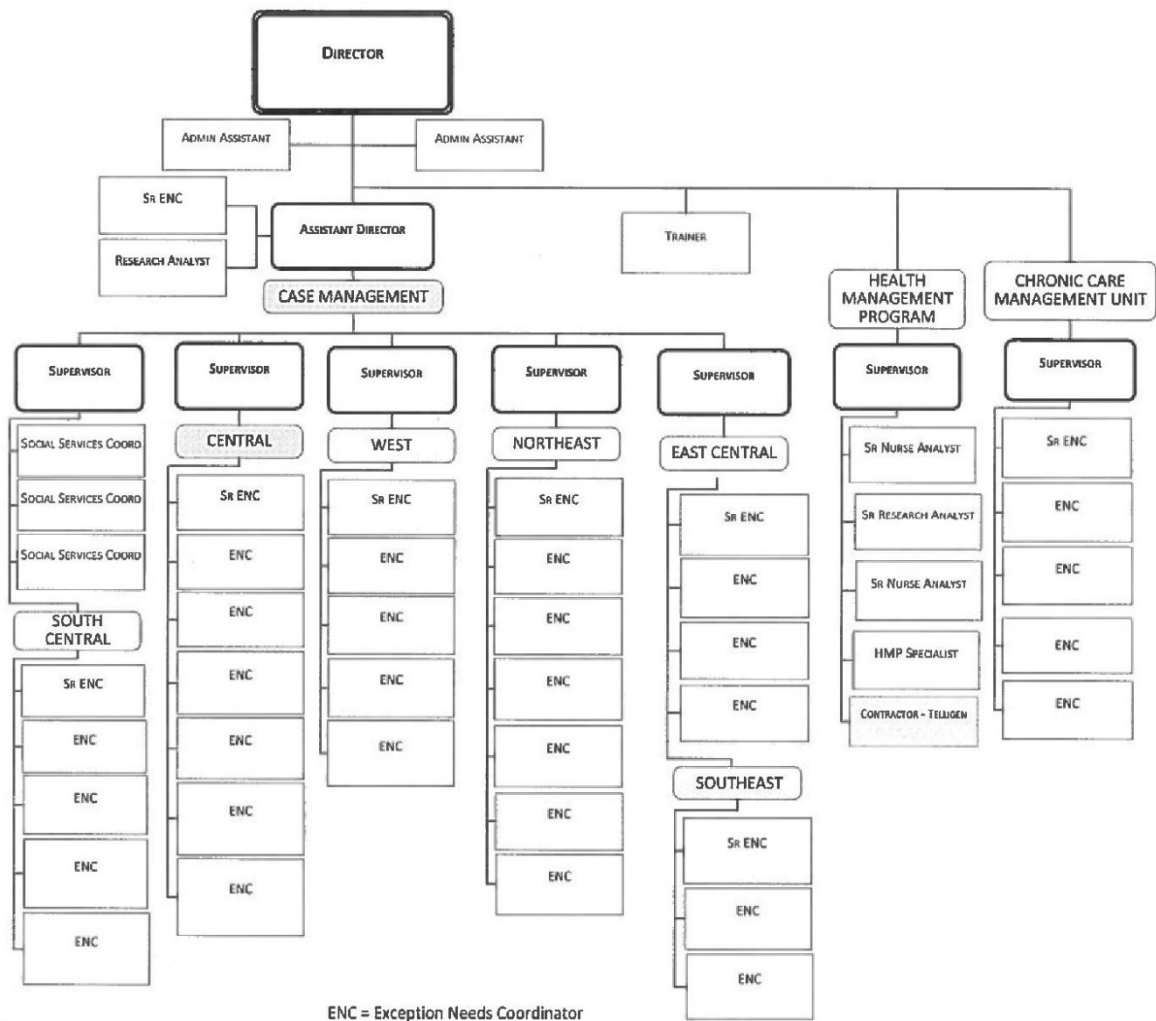 DIRECTOR
ADMIN ASSISTANT
ADMIN ASSISTANT
SR ENC
RESEARCH ANALYST
ASSISTANT DIRECTOR
TRAINER
CASE MANAGEMENT
HEALTH
MANAGEMENT
PROGRAM
CHRONIC CARE
MANAGEMENT UNIT
SUPERVISOR
SOCIAL SERVICES COORD
SOCIAL SERVICES COORD
SOCIAL SERVICES COORD
SOUTH
CENTRAL
SR ENC
ENC
ENC
ENC
ENC
SUPERVISOR
CENTRAL
SR ENC
ENC
ENC
ENC
ENC
ENC
ENC
SUPERVISOR
WEST
SR ENC
ENC
ENC
ENC
ENC
SUPERVISOR
NORTHEAST
SR ENC
ENC
ENC
ENC
ENC
ENC
ENC
SUPERVISOR
EAST CENTRAL
SR ENC
ENC
ENC
ENC
SOUTHEAST
SR ENC
ENC
ENC
SUPERVISOR
SR NURSE ANALYST
SR RESEARCH ANALYST
SR NURSE ANALYST
HMP SPECIALIST
CONTRACTOR - TELLIGEN
SUPERVISOR
SR ENC
ENC
ENC
ENC
ENC
ENC = Exception Needs Coordinator